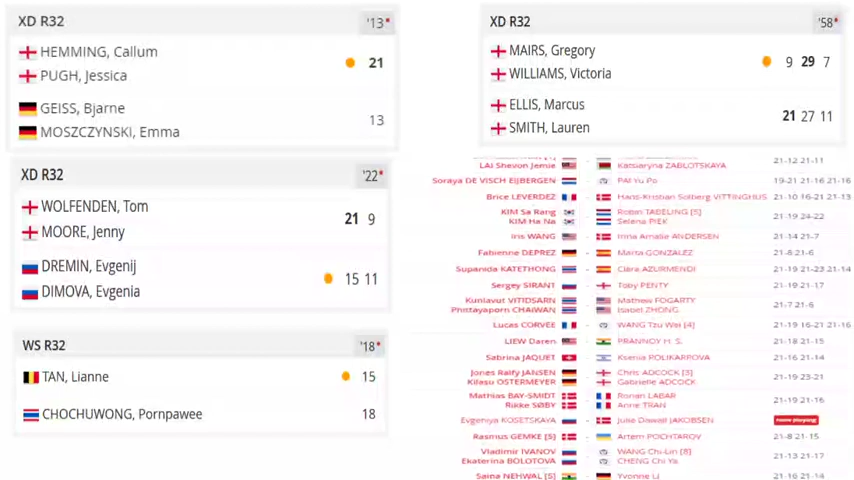 XD R32 '13*
HEMMING, Callum
PUGH, Jessica
21
GEISS, Bjarne
MOSZCZYNSKI, Emma
13
XD R32 '22*
WOLFENDEN, Tom
MOORE, Jenny
21 9
DREMIN, Evgenij
DIMOVA, Evgenia
15 11
WS R32 '18*
TAN, Lianne 15
CHOCHUWONG, Pornpawee 18
XD R32 '58*
MAIRS, Gregory
WILLIAMS, Victoria
9 29 7
ELLIS, Marcus
SMITH, Lauren
21 27 11
LAI Shevon Jemie - Katsiaryna ZABLOTSKAYA 21-12 21-11
Soraya DE VISCH EIJBERGEN - PAI Yu Po 19-21 21-16 21-16
Brice LEVERDEZ - Hans-Kristian Solberg VITTINGHUS 21-10 16-21 21-13
KIM Sa Rang - Robin TABELING [5]
KIM Ha Na Selena PIEK
21-19 24-22
Iris WANG - Irina Amalie ANDERSEN 21-14 21-7
Fabienne DEPREZ - Marta GONZALEZ 21-6 21-6
Supanida KATETHONG - Clara AZURMENDI 21-19 21-23 21-14
Sergey SIRANT - Toby PENTY 21-19 21-17
Kunlavut VITIDSARN - Mathew FOGARTY
Phatayaporn CHAIWAN Isabel ZHONG
21-7 21-6
Lucas CORVEE - WANG Tzu Wei [4] 21-19 16-21 21-16
LIEW Daren - PRANNOY H. S. 21-18 21-15
Sabrina JAQUET - Ksenia POLIKARPOVA 21-16 21-14
Jones Ralfy JANSEN - Chris ADCOCK [3]
Kilasu OSTERMEYER Gabrielle ADCOCK
21-19 23-21
Mathias BAY-SMIDT - Ronan LABAR
Rikke SØBY Anne TRAN
21-19 21-16
Evgeniya KOSETSKAYA - Julie Dawall JAKOBSEN now playing
Rasmus GEMKE [5] - Artem POCHTAROV 21-8 21-15
Vladimir IVANOV - WANG Chi-Lin [8]
Ekaterina BOLOTOVA CHENG Chi Ya
21-13 21-17
Saina NEHWAL [5] - Yvonne LI 21-16 21-14